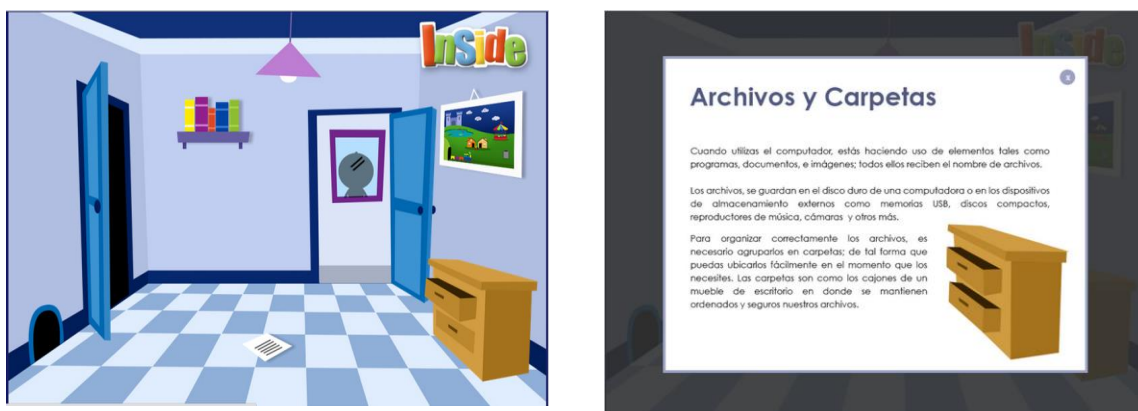 InSide
Archivos y Carpetas
x
Cuando utilizas el computador, estás haciendo uso de elementos tales como
programas, documentos, e imágenes; todos ellos reciben el nombre de archivos.
Los archivos, se guardan en el disco duro de una computadora o en los dispositivos
de almacenamiento externos como memorias USB, discos compactos,
reproductores de música, cámaras y otros más.
Para organizar correctamente los archivos, es
necesario agruparlos en carpetas; de tal forma que
puedas ubicarlos fácilmente en el momento que los
necesites. Las carpetas son como los cajones de un
mueble de escritorio en donde se mantienen
ordenados y seguros nuestros archivos.